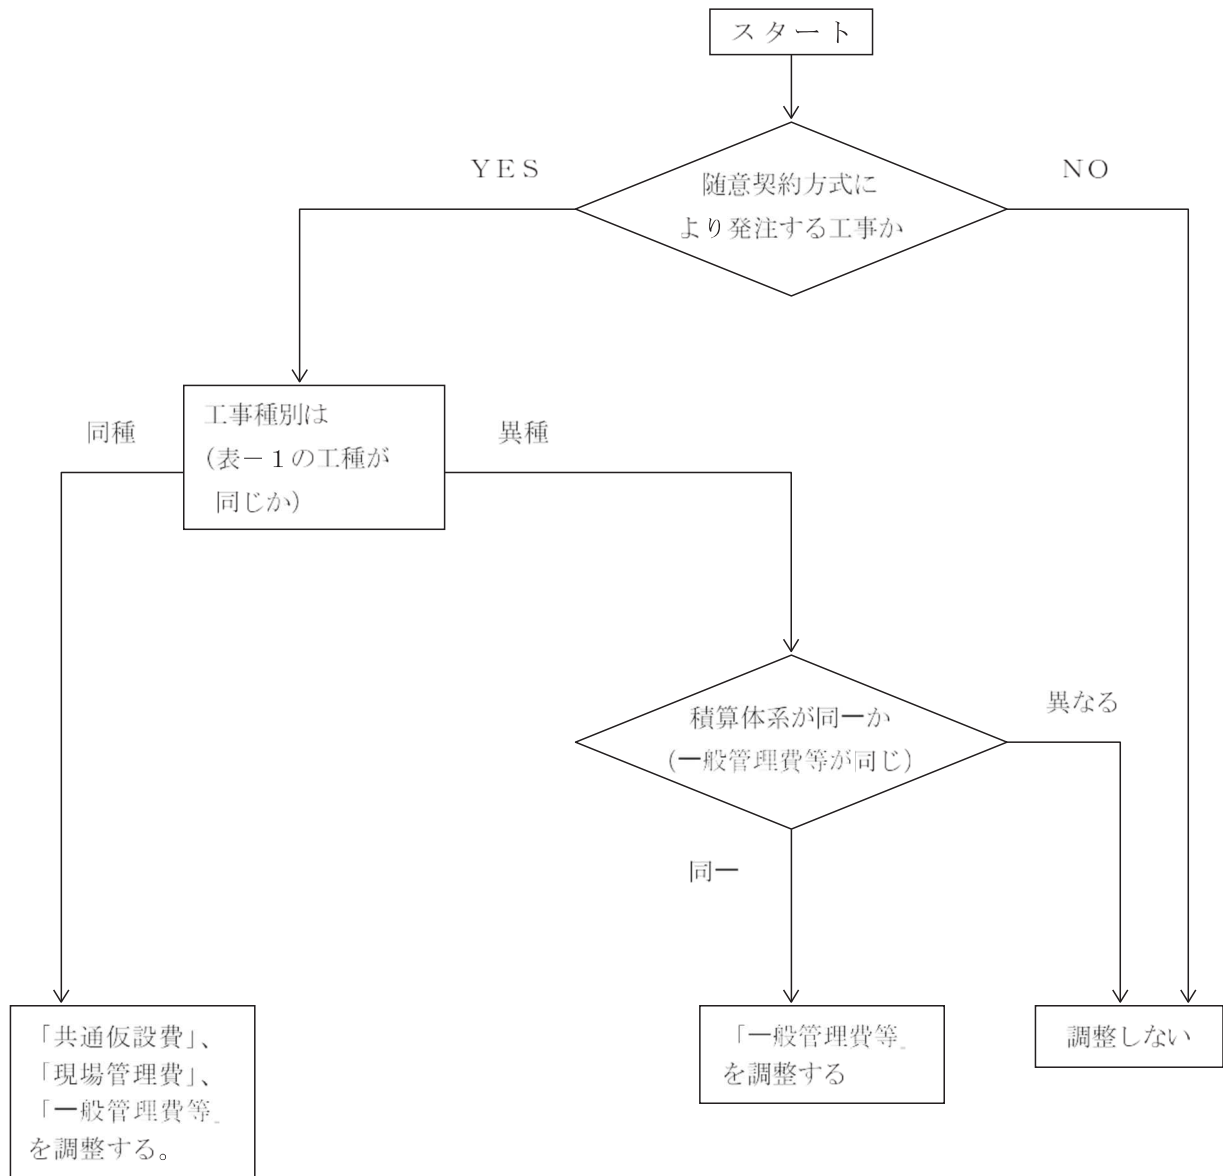 スタート
YES
NO
随意契約方式に
より発注する工事か
同種
工事種別は
(表－１の工種が
同じか)
異種
積算体系が同一か
(一般管理費等が同じ)
異なる
同一
「共通仮設費」、
「現場管理費」、
「一般管理費等」
を調整する。
「一般管理費等」
を調整する
調整しない